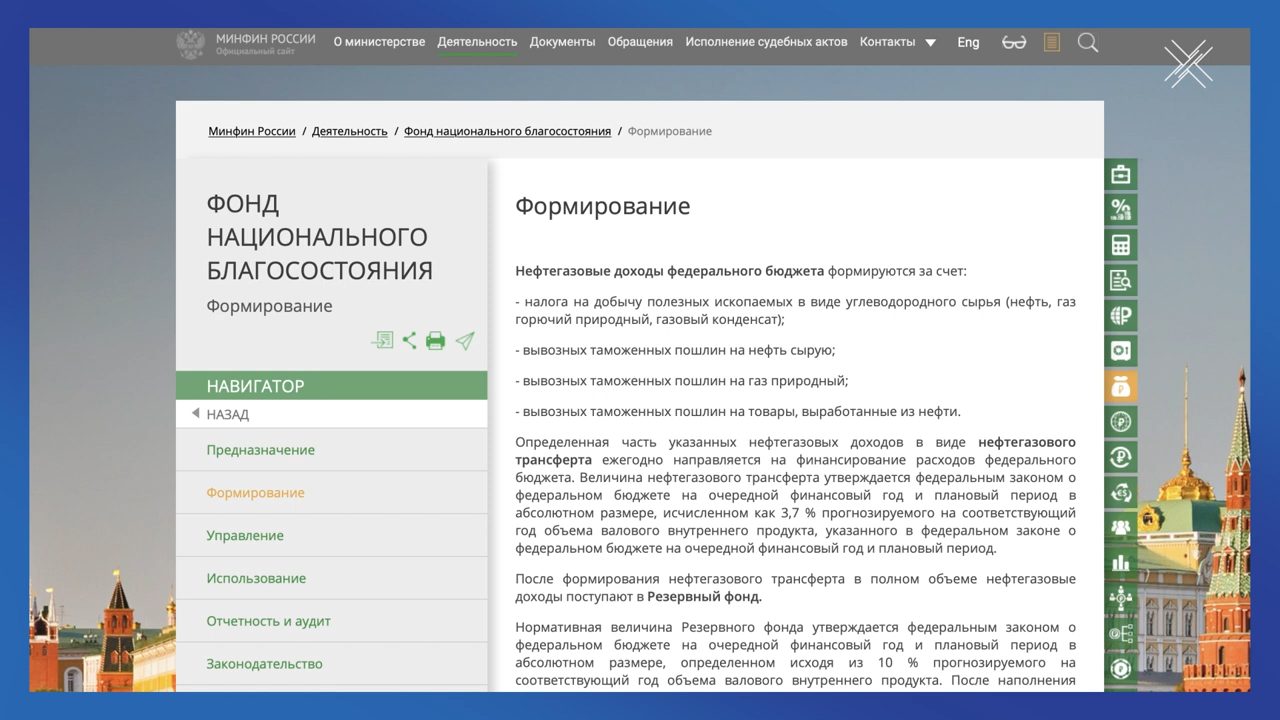 МИНФИН РОССИИ
Официальный сайт
О министерстве Деятельность Документы Обращения Исполнение судебных актов Контакты Eng
Минфин России / Деятельность / Фонд национального благосостояния / Формирование
ФОНД
НАЦИОНАЛЬНОГО
БЛАГОСОСТОЯНИЯ
Формирование
НАВИГАТОР
НАЗАД
Предназначение
Формирование
Управление
Использование
Отчетность и аудит
Законодательство
Формирование
Нефтегазовые доходы федерального бюджета формируются за счет:
- налога на добычу полезных ископаемых в виде углеводородного сырья (нефть, газ
горючий природный, газовый конденсат);
- вывозных таможенных пошлин на нефть сырую;
- вывозных таможенных пошлин на газ природный;
- вывозных таможенных пошлин на товары, выработанные из нефти.
Определенная часть указанных нефтегазовых доходов в виде нефтегазового
трансферта ежегодно направляется на финансирование расходов федерального
бюджета. Величина нефтегазового трансферта утверждается федеральным законом о
федеральном бюджете на очередной финансовый год и плановый период в
абсолютном размере, исчисленном как 3,7 % прогнозируемого на соответствующий
год объема валового внутреннего продукта, указанного в федеральном законе о
федеральном бюджете на очередной финансовый год и плановый период.
После формирования нефтегазового трансферта в полном объеме нефтегазовые
доходы поступают в Резервный фонд.
Нормативная величина Резервного фонда утверждается федеральным законом о
федеральном бюджете на очередной финансовый год и плановый период в
абсолютном размере, определенном исходя из 10 % прогнозируемого на
соответствующий год объема валового внутреннего продукта. После наполнения